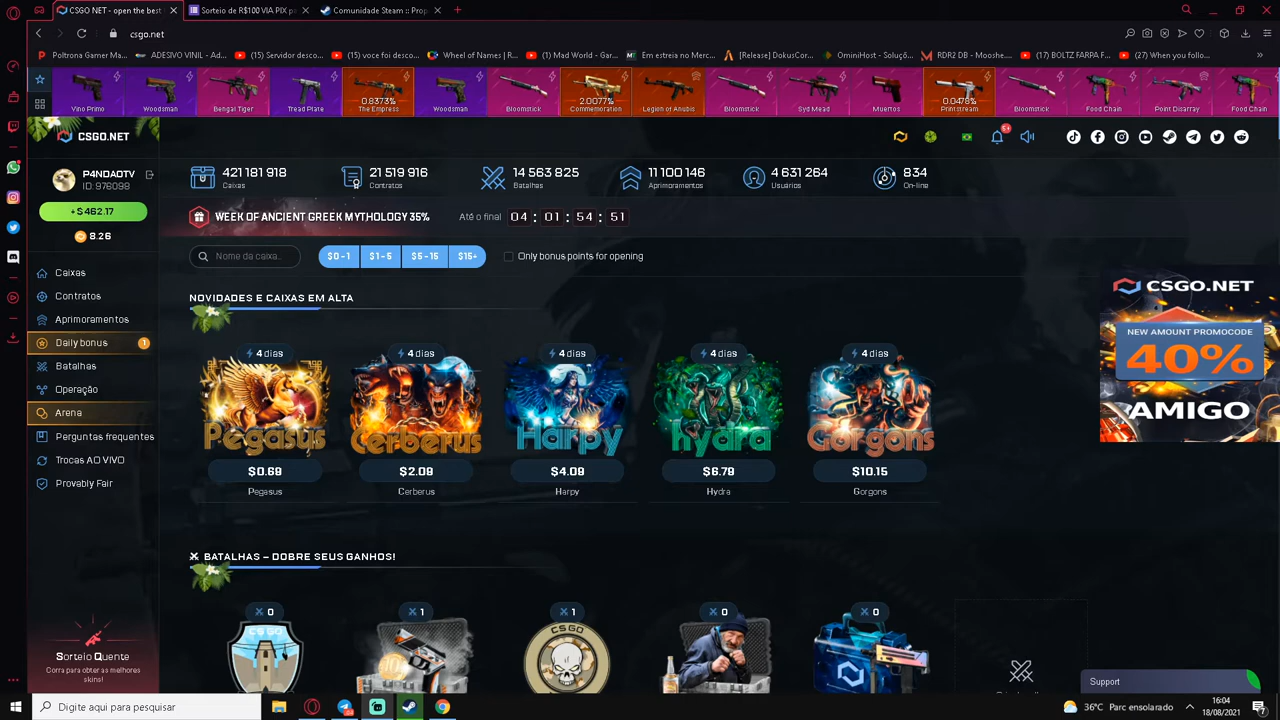 CSGO.NET - open the best
Sorteio de R$100 VIA PIX p
Comunidade Steam :: Prop
csgo.net
Poltrona Gamer Ma...
ADESIVO VINIL - Ad...
(15) Servidor desco...
(15) voce foi desco...
Wheel of Names | R...
(1) Mad World - Gar...
Em estreia no Merc...
[Release] DokusCor...
OminiHost - Soluçõ...
RDR2 DB - Mooshe...
(17) BOLTZ FARPA F...
(27) When you follo...
0.8373%
2.0077%
0.0478%
Vino Primo
Woodsman
Bengal Tiger
Tread Plate
The Empress
Woodsman
Bloomstick
Commemoration
Legion of Anubis
Bloomstick
Syd Mead
Muertos
Printstream
Bloomstick
Food Chain
Point Disarray
Food Chain
CSGO.NET
5+
P4NDAOTV
ID: 976098
+$462.17
8.26
421 181 918
Caixas
21 519 916
Contratos
14 563 825
Batalhas
11 100 146
Aprimoramentos
4 631 264
Usuários
834
On-line
WEEK OF ANCIENT GREEK MYTHOLOGY 35%
Até o final
04 : 01 : 54 : 51
Nome da caixa..
$0-1
$1-5
$5-15
$15+
Only bonus points for opening
Caixas
Contratos
Aprimoramentos
Daily bonus
1
Batalhas
Operação
Arena
Perguntas frequentes
Trocas AO VIVO
Provably Fair
NOVIDADES E CAIXAS EM ALTA
4 dias
4 dias
4 dias
4 dias
4 dias
Pegasus
Cerberus
Harpy
hydra
Gorgons
$0.69
$2.09
$4.09
$6.79
$10.15
Pegasus
Cerberus
Harpy
Hydra
Gorgons
CSGO.NET
NEW AMOUNT PROMOCODE
40%
AMIGO
BATALHAS – DOBRE SEUS GANHOS!
0
1
1
0
0
CS GO
CS GO
Sorteio Quente
Corra para obter as melhores
skins!
Support
Digite aqui para pesquisar
36°C Parc ensolarado
16:04
18/08/2021
7